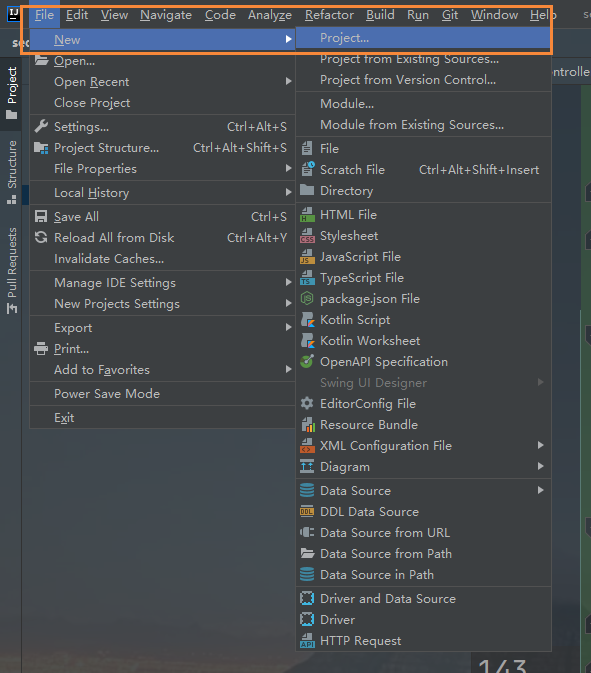 File Edit View Navigate Code Analyze Refactor Build Run Git Window Help
New
Project...
Open...
Project from Existing Sources...
Open Recent
Project from Version Control...
Close Project
Module...
Settings... Ctrl+Alt+S
Module from Existing Sources...
Project Structure... Ctrl+Alt+Shift+S
File
File Properties
Scratch File Ctrl+Alt+Shift+Insert
Local History
Directory
Save All Ctrl+S
HTML File
Reload All from Disk Ctrl+Alt+Y
Stylesheet
Invalidate Caches...
JavaScript File
Manage IDE Settings
TypeScript File
New Projects Settings
package.json File
Export
Kotlin Script
Print...
Kotlin Worksheet
Add to Favorites
OpenAPI Specification
Power Save Mode
Swing UI Designer
Exit
EditorConfig File
Resource Bundle
XML Configuration File
Diagram
Data Source
DDL Data Source
Data Source from URL
Data Source from Path
Data Source in Path
Driver and Data Source
Driver
HTTP Request
Project
Structure
Pull Requests
143